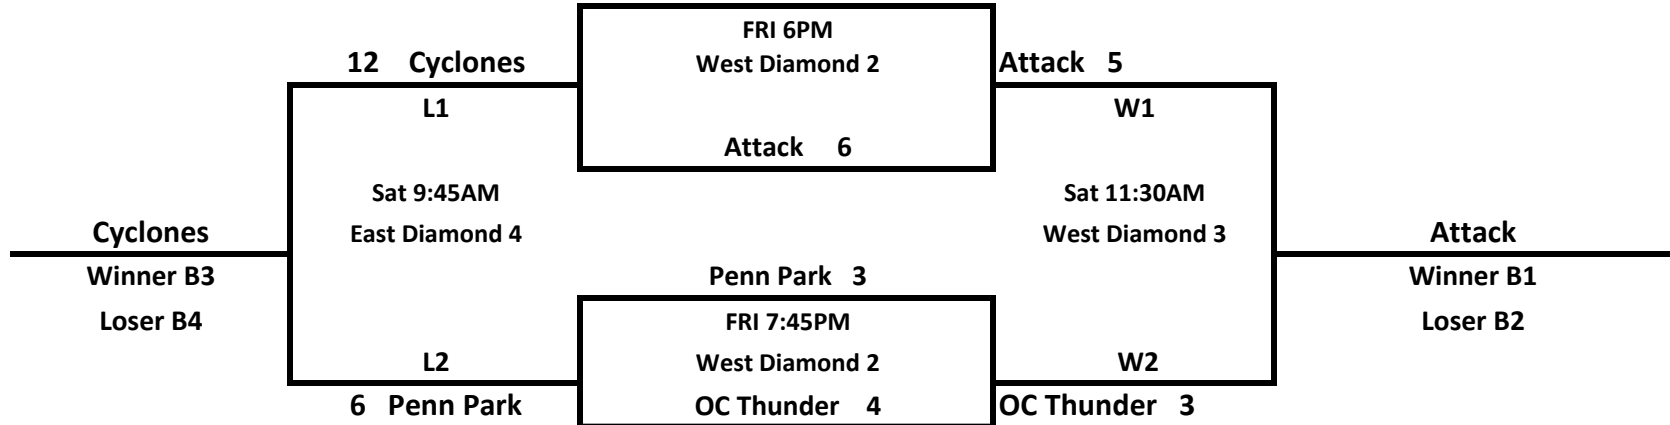 FRI 6PM
12 Cyclones West Diamond 2 Attack 5
L1 W1
Attack 6
Sat 9:45AM Sat 11:30AM
Cyclones East Diamond 4 West Diamond 3 Attack
Winner B3 Penn Park 3 Winner B1
Loser B4 FRI 7:45PM Loser B2
L2 West Diamond 2 W2
6 Penn Park OC Thunder 4 OC Thunder 3